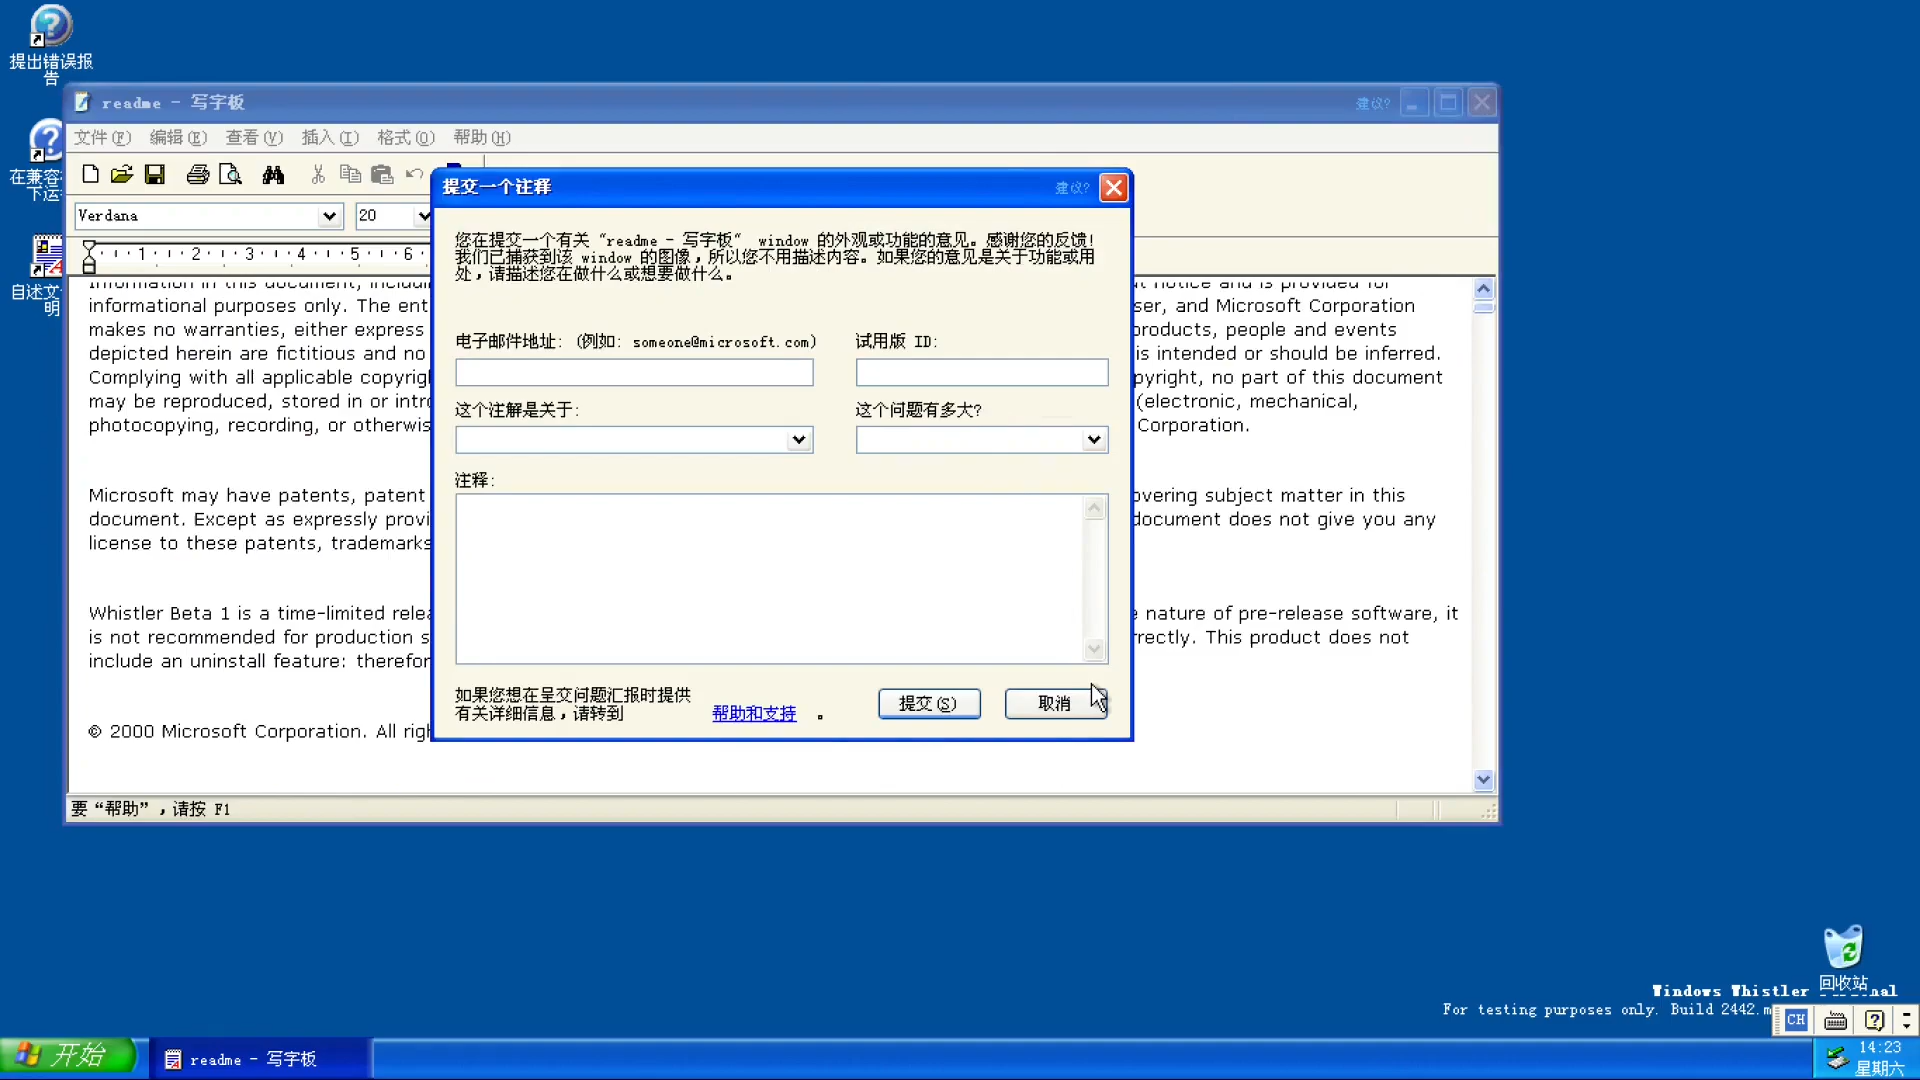 提出错误报
告
在兼容
下运
自述文
明
readme - 写字板
建议?
文件(F) 编辑(E) 查看(V) 插入(I) 格式(O) 帮助(H)
Verdana 20
1 2 3 4 5 6
informational purposes only. The ent
makes no warranties, either express
depicted herein are fictitious and no
Complying with all applicable copyrig
may be reproduced, stored in or intr
photocopying, recording, or otherwis
ser, and Microsoft Corporation
products, people and events
is intended or should be inferred.
pyright, no part of this document
(electronic, mechanical,
Corporation.
Microsoft may have patents, patent
document. Except as expressly provi
license to these patents, trademarks
overing subject matter in this
document does not give you any
Whistler Beta 1 is a time-limited relea
is not recommended for production s
include an uninstall feature: therefor
e nature of pre-release software, it
rrectly. This product does not
© 2000 Microsoft Corporation. All righ
要“帮助”，请按 F1
提交一个注释
建议?
您在提交一个有关 “readme - 写字板” window 的外观或功能的意见。感谢您的反馈!
我们已捕获到该 window 的图像，所以您不用描述内容。如果您的意见是关于功能或用
处，请描述您在做什么或想要做什么。
电子邮件地址: (例如: someone@microsoft.com)
试用版 ID:
这个注解是关于:
这个问题有多大?
注释:
如果您想在呈交问题汇报时提供
有关详细信息，请转到
帮助和支持 。
提交(S)
取消
回收站
Windows Whistler
For testing purposes only. Build 2442.
CH
开始
readme - 写字板
14:23
星期六